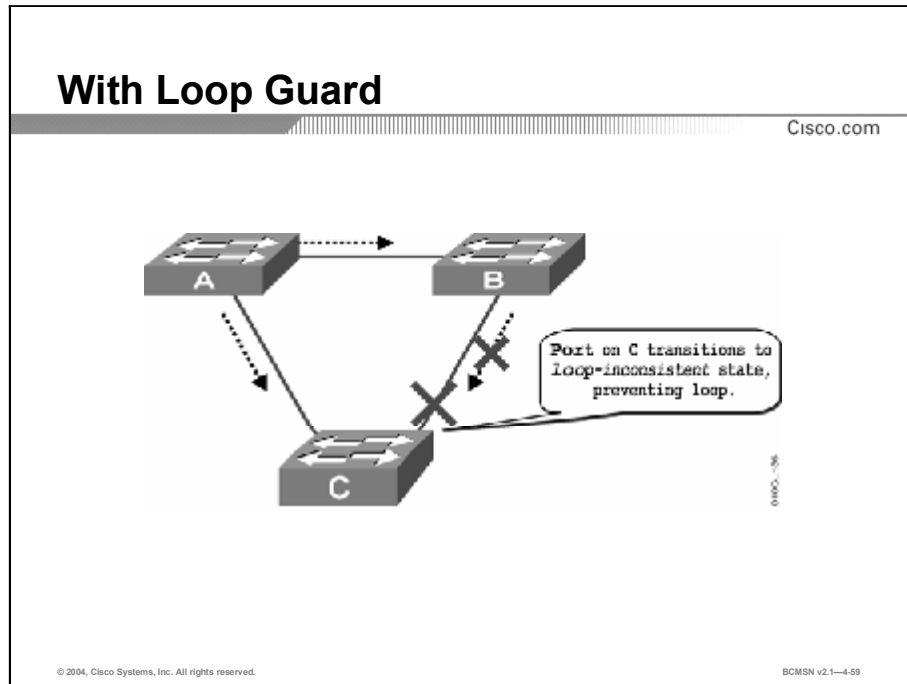 With Loop Guard
Cisco.com
A
B
Port on C transitions to
loop-inconsistent state,
preventing loop.
C
© 2004, Cisco Systems, Inc. All rights reserved.
BCMSN v2.1—4-59